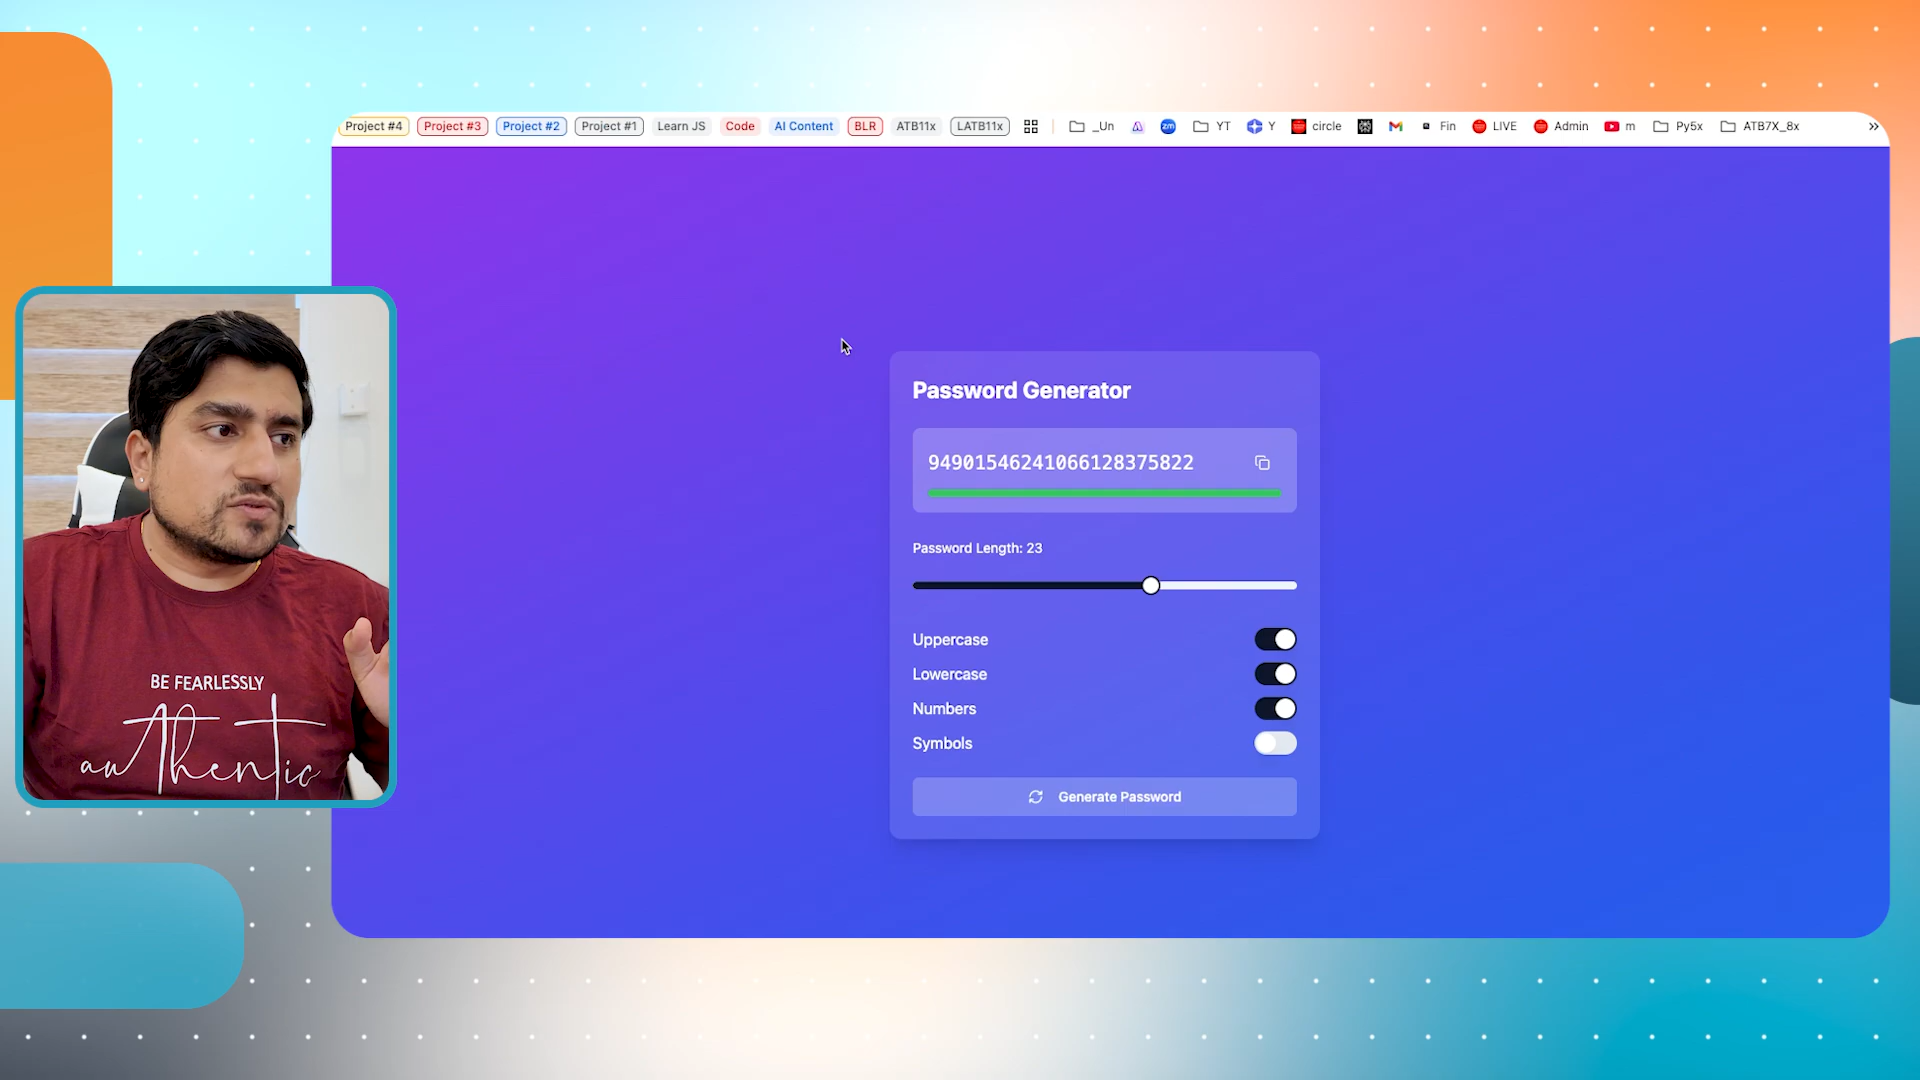 Project #4 Project #3 Project #2 Project #1 Learn JS Code AI Content BLR ATB11x LATB11x _Un zm YT Y circle Fin LIVE Admin m Py5x ATB7X_8x »
Password Generator
94901546241066128375822
Password Length: 23
Uppercase
Lowercase
Numbers
Symbols
Generate Password
BE FEARLESSLY
authentic